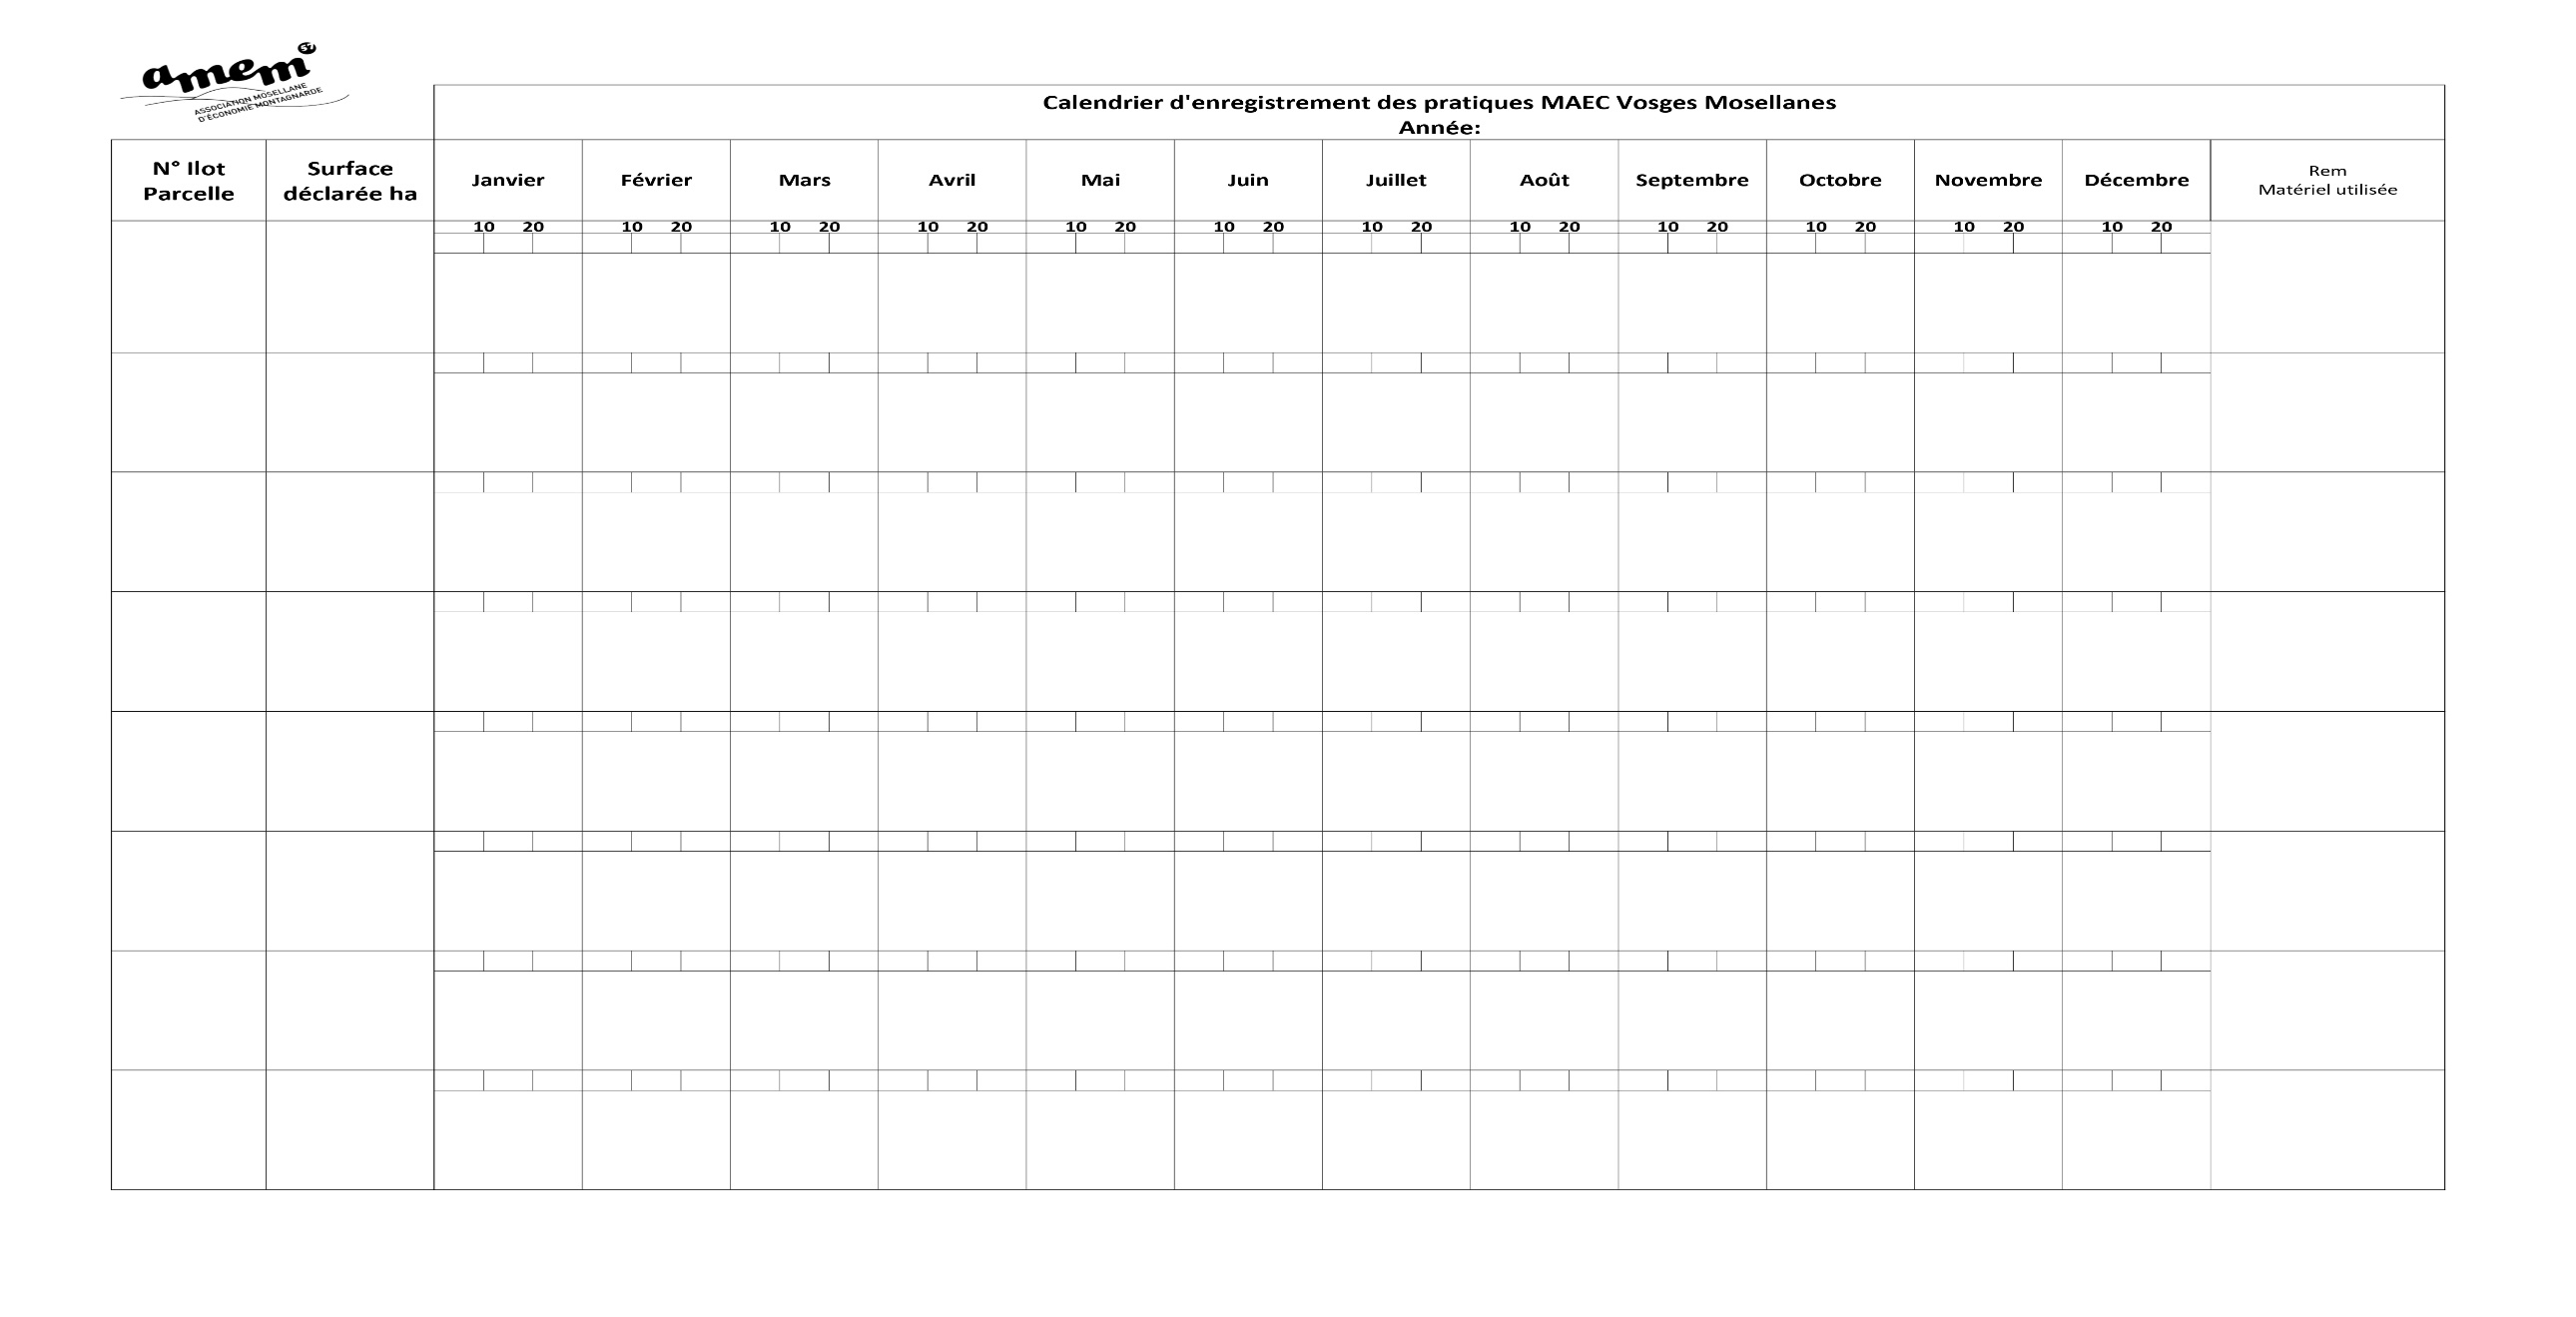 amem 57
ASSOCIATION MOSELLANE
D'ÉCONOMIE MONTAGNARDE
Calendrier d'enregistrement des pratiques MAEC Vosges Mosellanes
Année:
N° Ilot
Parcelle
Surface
déclarée ha
Janvier Février Mars Avril Mai Juin Juillet Août Septembre Octobre Novembre Décembre
Rem
Matériel utilisée
10 20 10 20 10 20 10 20 10 20 10 20 10 20 10 20 10 20 10 20 10 20 10 20